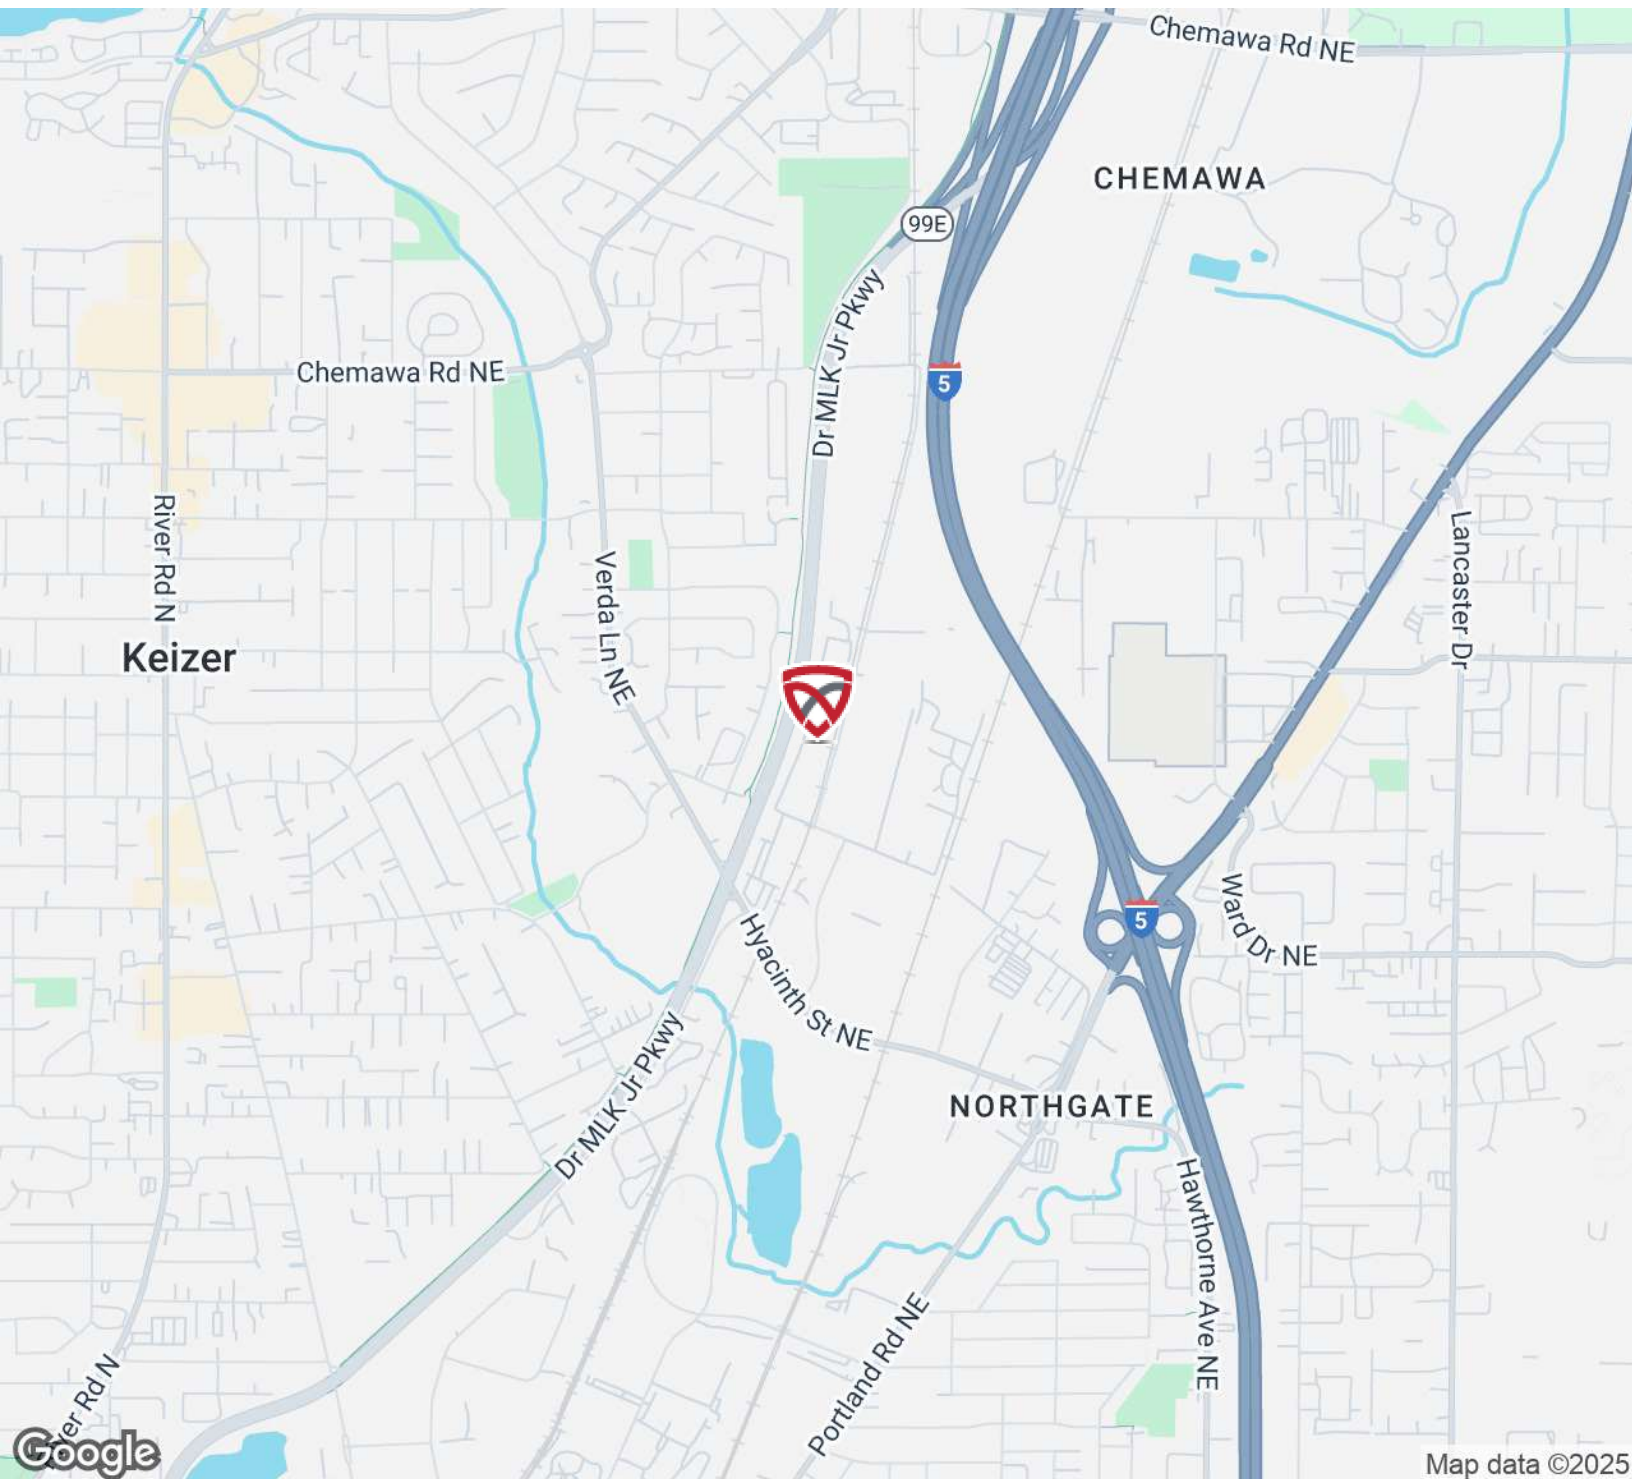 Chemawa Rd NE
CHEMAWA
99E
Dr MLK Jr Pkwy
5
Chemawa Rd NE
River Rd N
Lancaster Dr
Verda Ln NE
Keizer
5
Ward Dr NE
Hyacinth St NE
NORTHGATE
Dr MLK Jr Pkwy
Hawthorne Ave NE
Portland Rd NE
River Rd N
Google
Map data ©2025